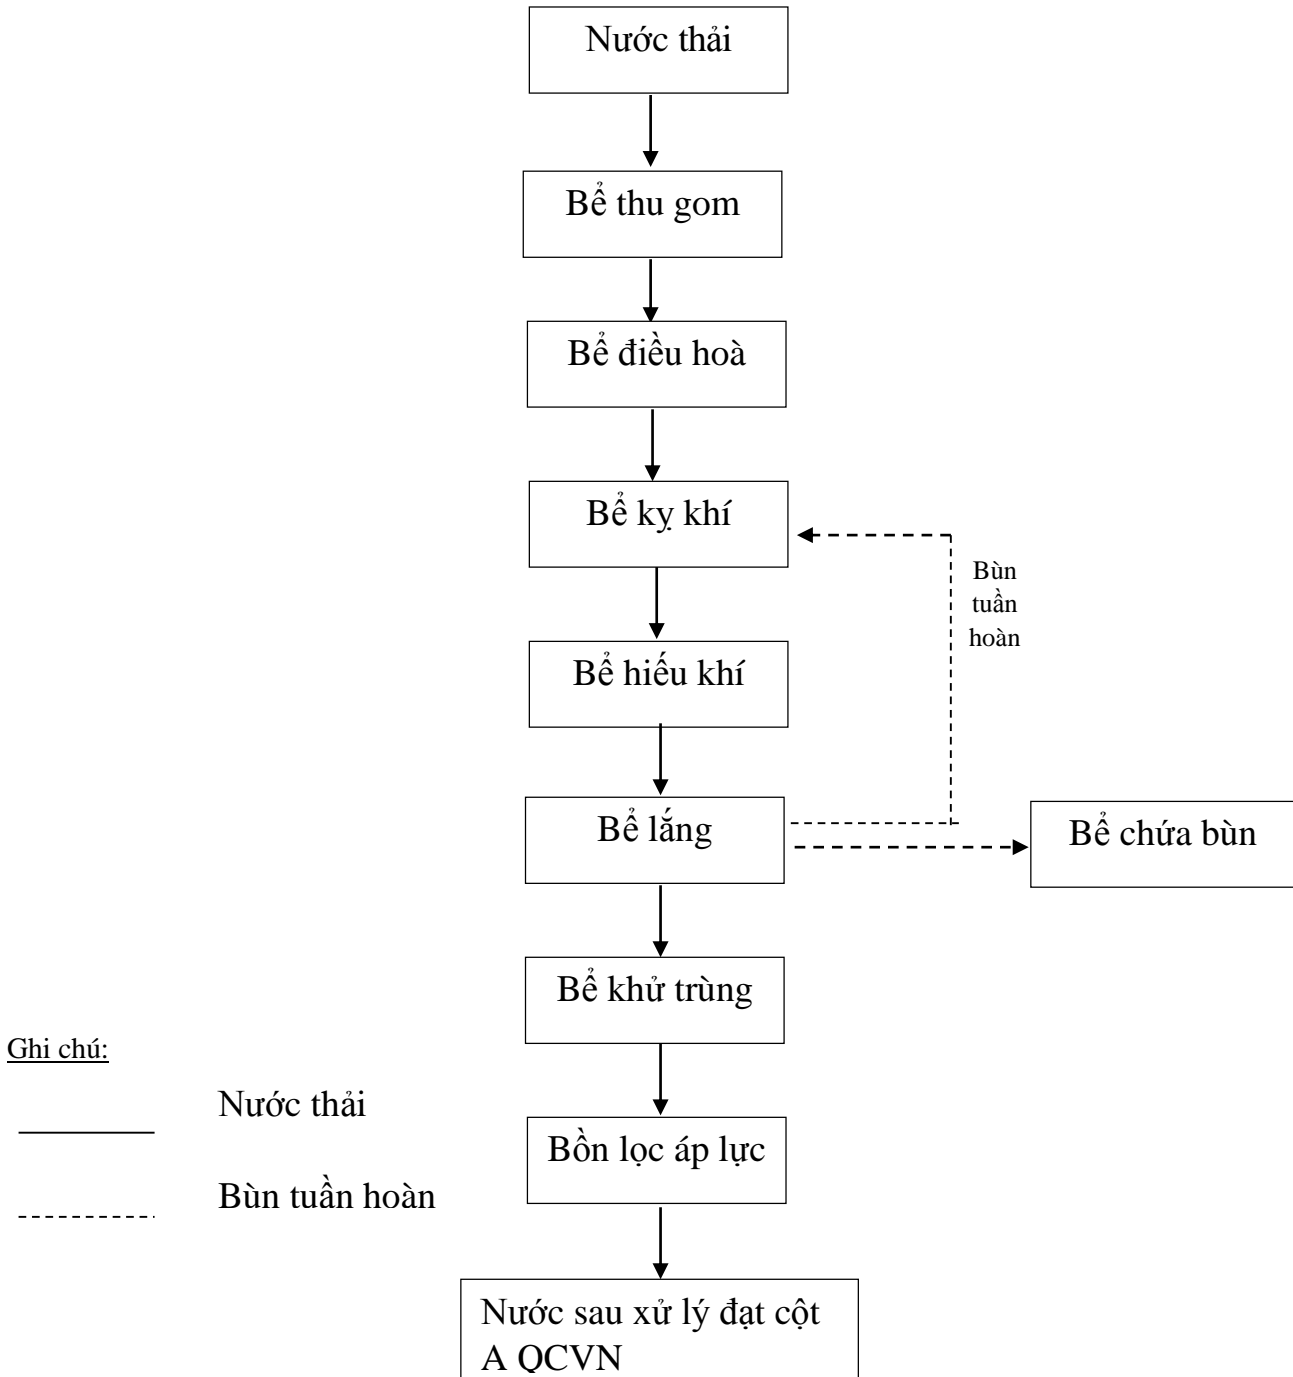 Nước thải
Bể thu gom
Bể điều hoà
Bể kỵ khí
Bùn
tuần
hoàn
Bể hiếu khí
Bể lắng
Bể chứa bùn
Bể khử trùng
Ghi chú:
Nước thải
Bồn lọc áp lực
Bùn tuần hoàn
Nước sau xử lý đạt cột
A QCVN